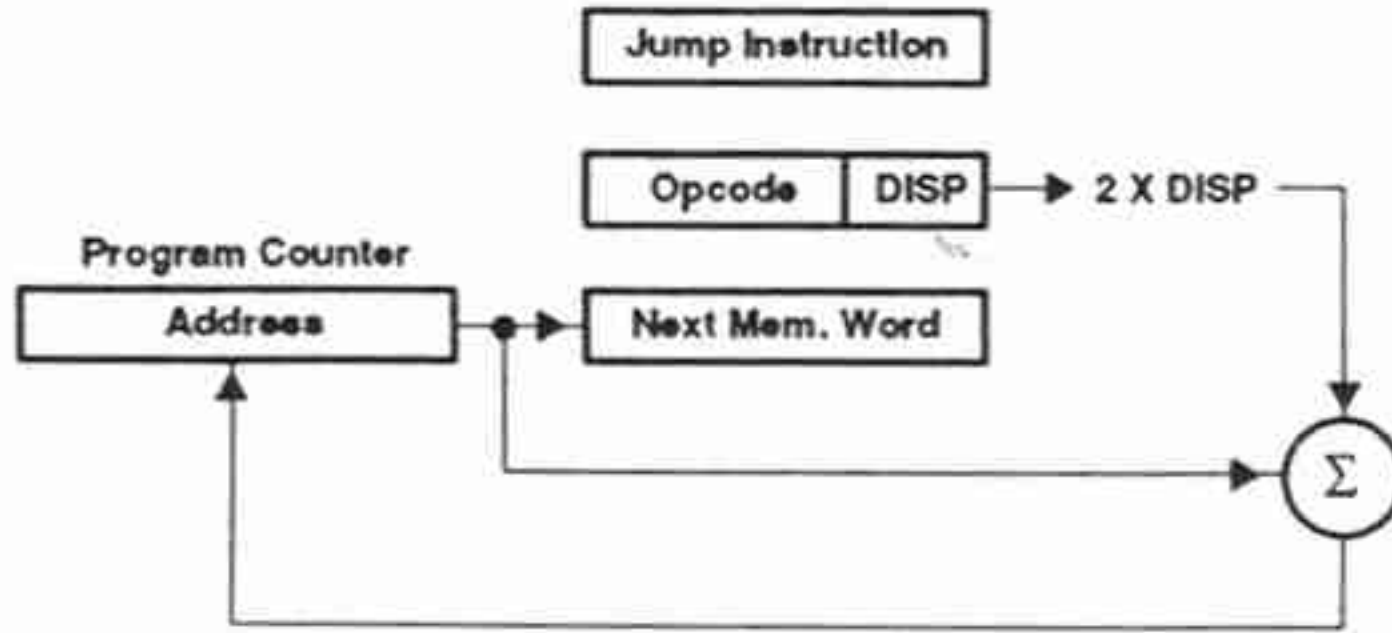 Jump Instruction
Opcode DISP 2 X DISP
Program Counter
Address Next Mem. Word
Σ